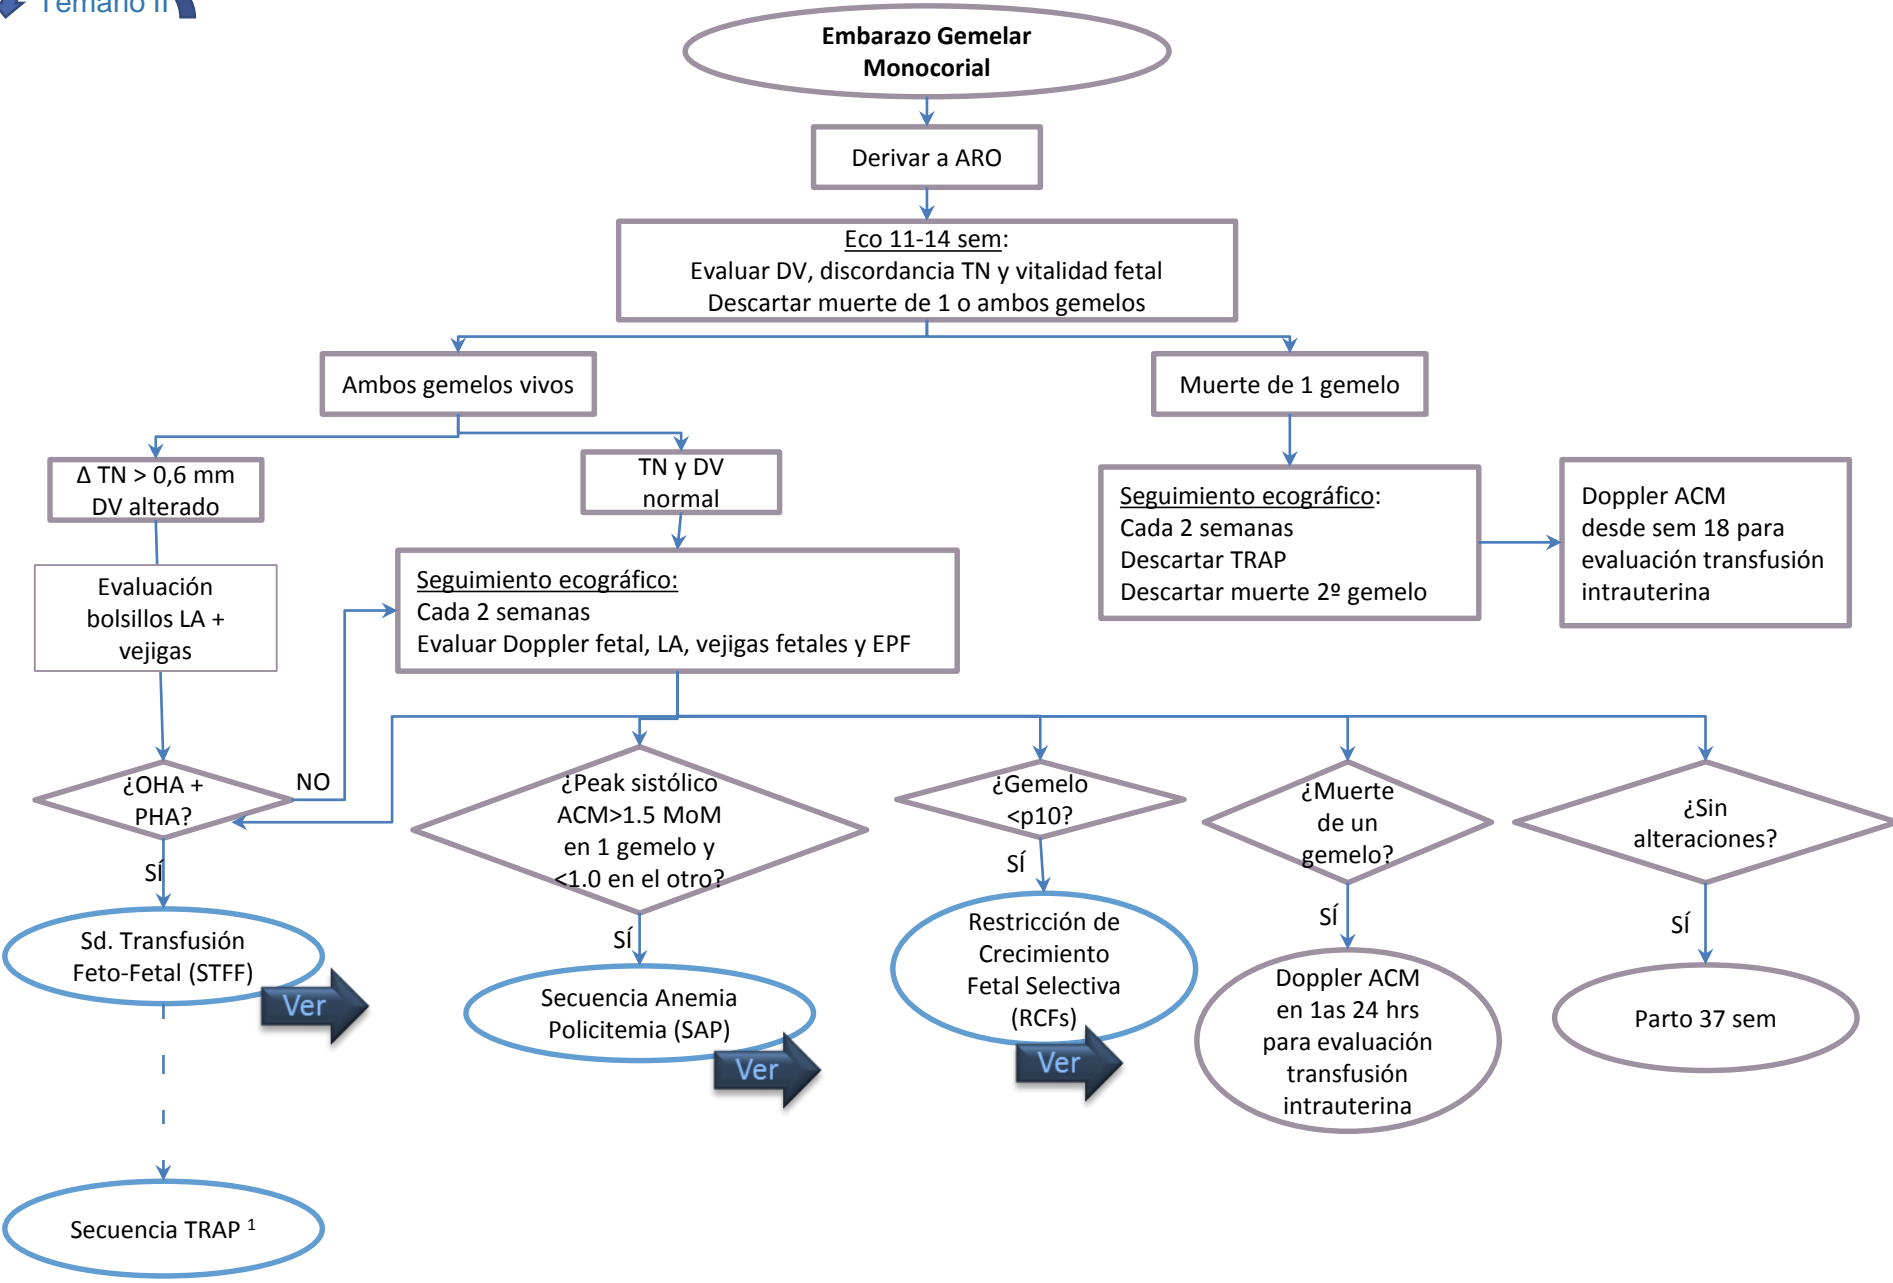 Temario II
Embarazo Gemelar
Monocorial
Derivar a ARO
Eco 11-14 sem:
Evaluar DV, discordancia TN y vitalidad fetal
Descartar muerte de 1 o ambos gemelos
Ambos gemelos vivos
Muerte de 1 gemelo
Δ TN > 0,6 mm
DV alterado
TN y DV
normal
Seguimiento ecográfico:
Cada 2 semanas
Descartar TRAP
Descartar muerte 2º gemelo
Doppler ACM
desde sem 18 para
evaluación transfusión
intrauterina
Evaluación
bolsillos LA +
vejigas
Seguimiento ecográfico:
Cada 2 semanas
Evaluar Doppler fetal, LA, vejigas fetales y EPF
¿OHA +
PHA?
NO
¿Peak sistólico
ACM>1.5 MoM
en 1 gemelo y
<1.0 en el otro?
¿Gemelo
<p10?
¿Muerte
de un
gemelo?
¿Sin
alteraciones?
SÍ
SÍ
SÍ
SÍ
SÍ
Sd. Transfusión
Feto-Fetal (STFF)
Ver
Secuencia Anemia
Policitemia (SAP)
Ver
Restricción de
Crecimiento
Fetal Selectiva
(RCFs)
Ver
Doppler ACM
en 1as 24 hrs
para evaluación
transfusión
intrauterina
Parto 37 sem
Secuencia TRAP 1